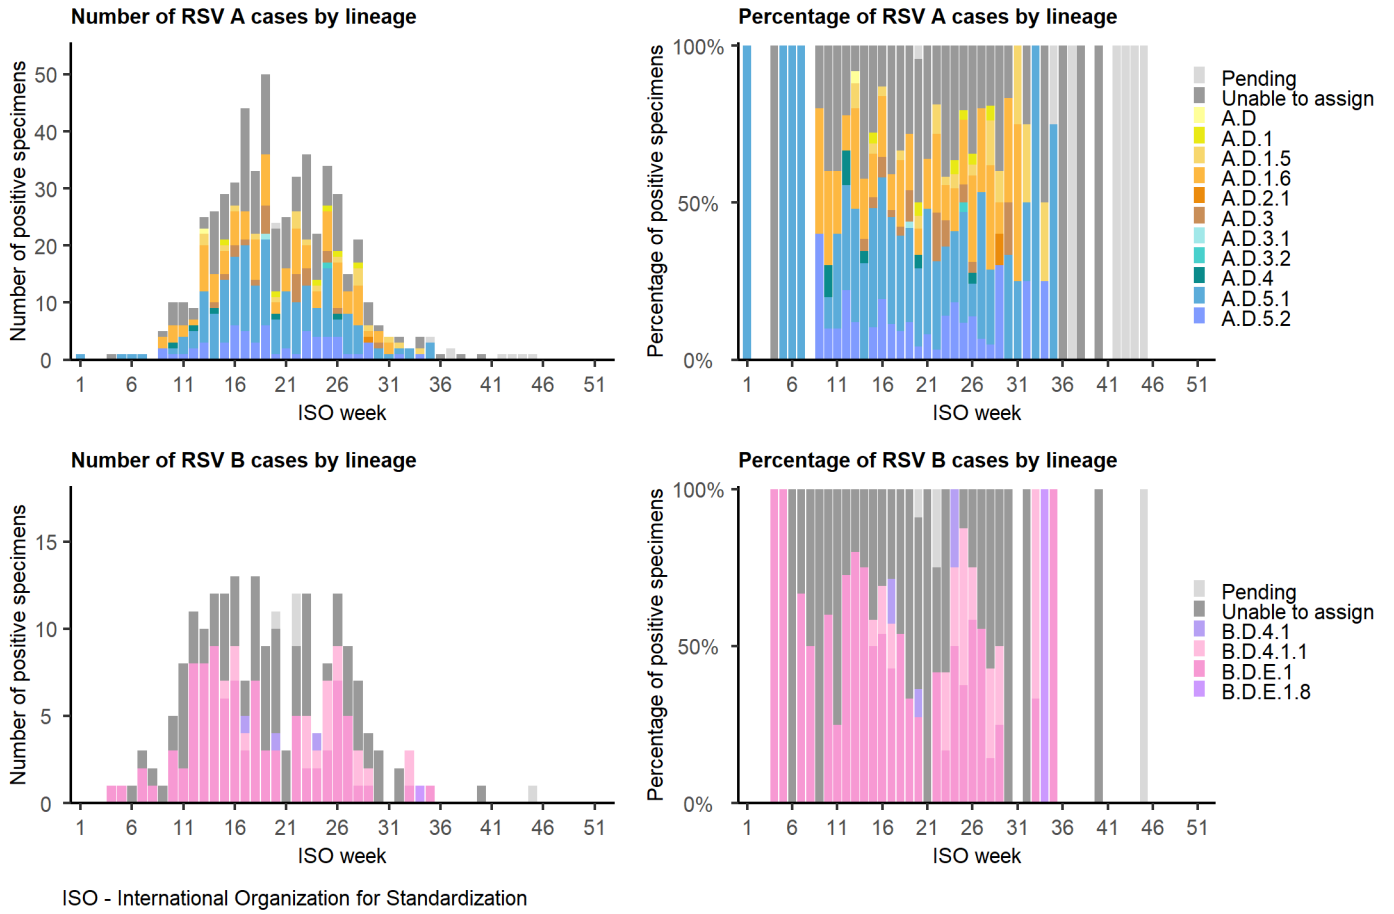 Number of RSV A cases by lineage
Number of positive specimens
50
40
30
20
10
0
1 6 11 16 21 26 31 36 41 46 51
ISO week
Percentage of RSV A cases by lineage
Percentage of positive specimens
100%
50%
0%
1 6 11 16 21 26 31 36 41 46 51
ISO week
Pending
Unable to assign
A.D
A.D.1
A.D.1.5
A.D.1.6
A.D.2.1
A.D.3
A.D.3.1
A.D.3.2
A.D.4
A.D.5.1
A.D.5.2
Number of RSV B cases by lineage
Number of positive specimens
15
10
5
0
1 6 11 16 21 26 31 36 41 46 51
ISO week
Percentage of RSV B cases by lineage
Percentage of positive specimens
100%
50%
0%
1 6 11 16 21 26 31 36 41 46 51
ISO week
Pending
Unable to assign
B.D.4.1
B.D.4.1.1
B.D.E.1
B.D.E.1.8
ISO - International Organization for Standardization